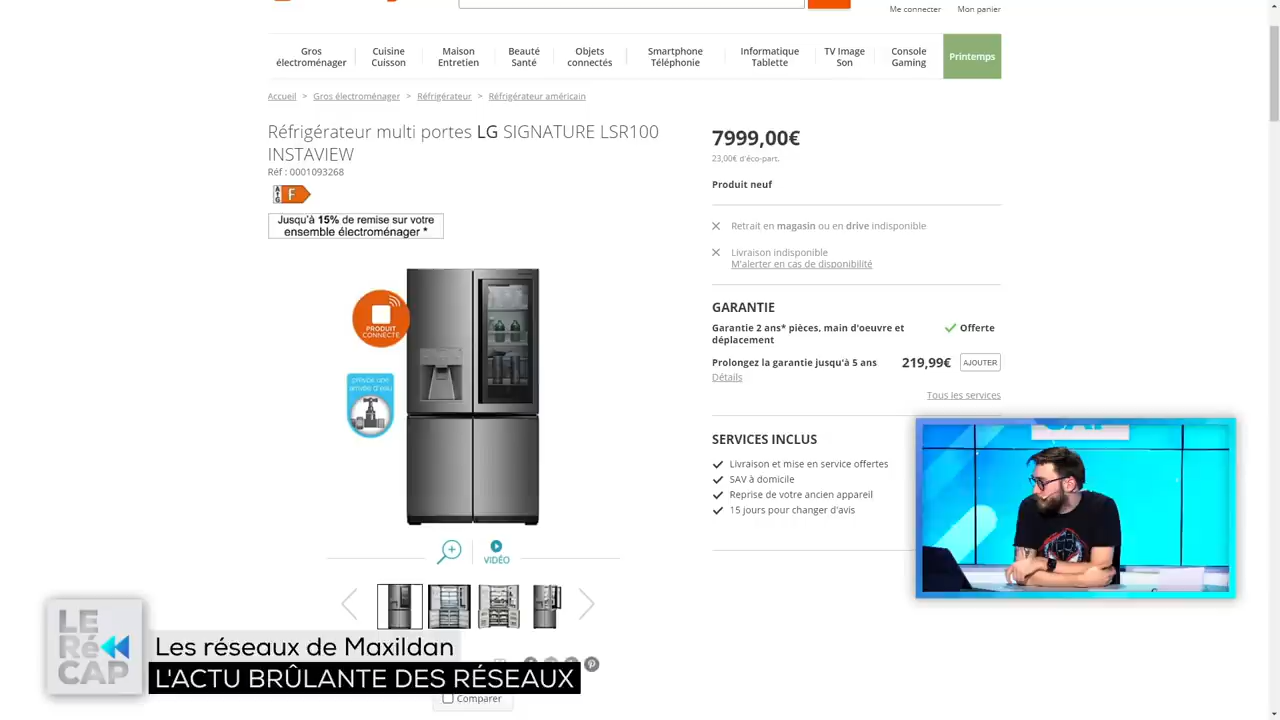 Me connecter
Mon panier
Gros électroménager
Cuisine Cuisson
Maison Entretien
Beauté Santé
Objets connectés
Smartphone Téléphonie
Informatique Tablette
TV Image Son
Console Gaming
Printemps
Accueil > Gros électroménager > Réfrigérateur > Réfrigérateur américain
Réfrigérateur multi portes LG SIGNATURE LSR100
INSTAVIEW
Réf : 0001093268
F
Jusqu'à 15% de remise sur votre
ensemble électroménager *
PRODUIT
CONNECTÉ
prévoir une
arrivée d'eau
VIDÉO
7999,00€
23,00€ d'éco-part.
Produit neuf
Retrait en magasin ou en drive indisponible
Livraison indisponible
M'alerter en cas de disponibilité
GARANTIE
Garantie 2 ans* pièces, main d'oeuvre et
déplacement
Offerte
Prolongez la garantie jusqu'à 5 ans
219,99€
AJOUTER
Détails
Tous les services
SERVICES INCLUS
Livraison et mise en service offertes
SAV à domicile
Reprise de votre ancien appareil
15 jours pour changer d'avis
LE
Ré
CAP
Les réseaux de Maxildan
L'ACTU BRÛLANTE DES RÉSEAUX
Comparer